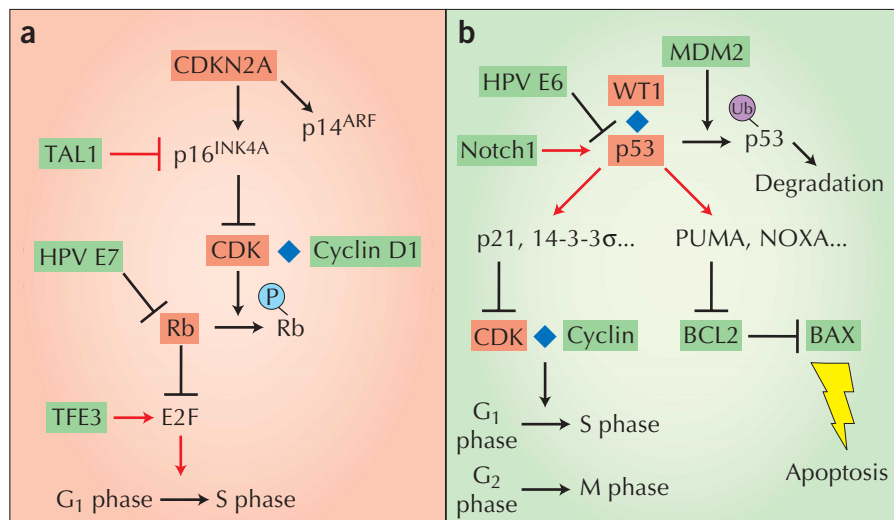 a
CDKN2A
p14ARF
TAL1
p16INK4A
CDK
Cyclin D1
HPV E7
P
Rb
Rb
TFE3
E2F
G1 phase
S phase
b
MDM2
HPV E6
WT1
Ub
Notch1
p53
p53
Degradation
p21, 14-3-3σ...
PUMA, NOXA...
CDK
Cyclin
BCL2
BAX
G1
phase
S phase
G2
phase
M phase
Apoptosis